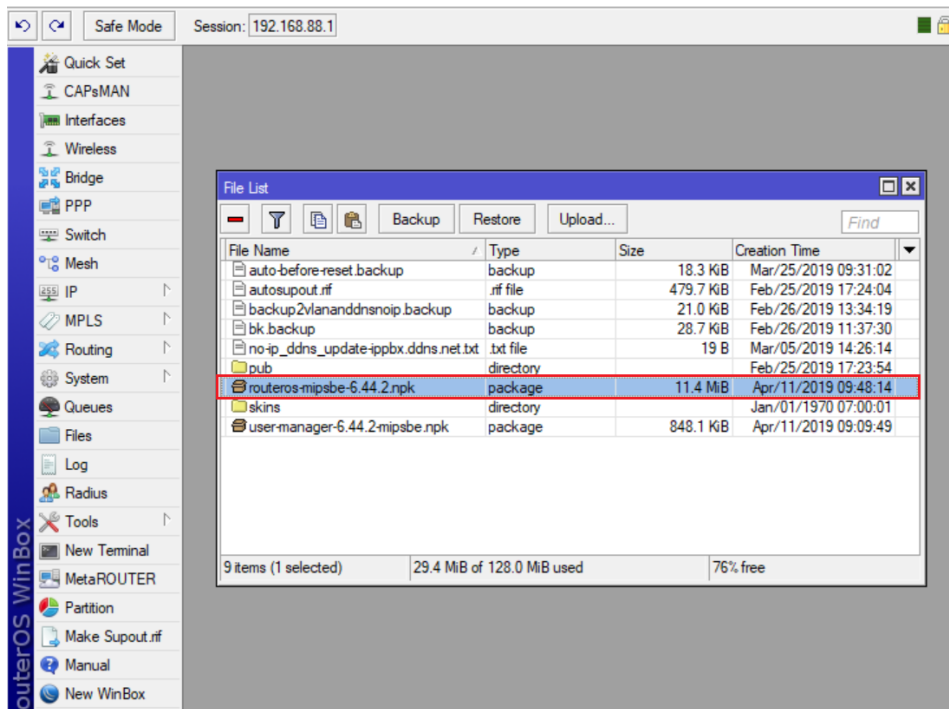 Safe Mode Session: 192.168.88.1
Quick Set
CAPsMAN
Interfaces
Wireless
Bridge
PPP
Switch
Mesh
IP
MPLS
Routing
System
Queues
Files
Log
Radius
Tools
New Terminal
MetaROUTER
Partition
Make Supout.rif
Manual
New WinBox
outerOS WinBox
File List
Backup Restore Upload... Find
File Name / Type Size Creation Time
auto-before-reset.backup backup 18.3 KiB Mar/25/2019 09:31:02
autosupout.rif .rif file 479.7 KiB Feb/25/2019 17:24:04
backup2vlananddnsnoip.backup backup 21.0 KiB Feb/26/2019 13:34:19
bk.backup backup 28.7 KiB Feb/26/2019 11:37:30
no-ip_ddns_update-ippbx.ddns.net.txt .txt file 19 B Mar/05/2019 14:26:14
pub directory Feb/25/2019 17:23:54
routeros-mipsbe-6.44.2.npk package 11.4 MiB Apr/11/2019 09:48:14
skins directory Jan/01/1970 07:00:01
user-manager-6.44.2-mipsbe.npk package 848.1 KiB Apr/11/2019 09:09:49
9 items (1 selected) 29.4 MiB of 128.0 MiB used 76% free